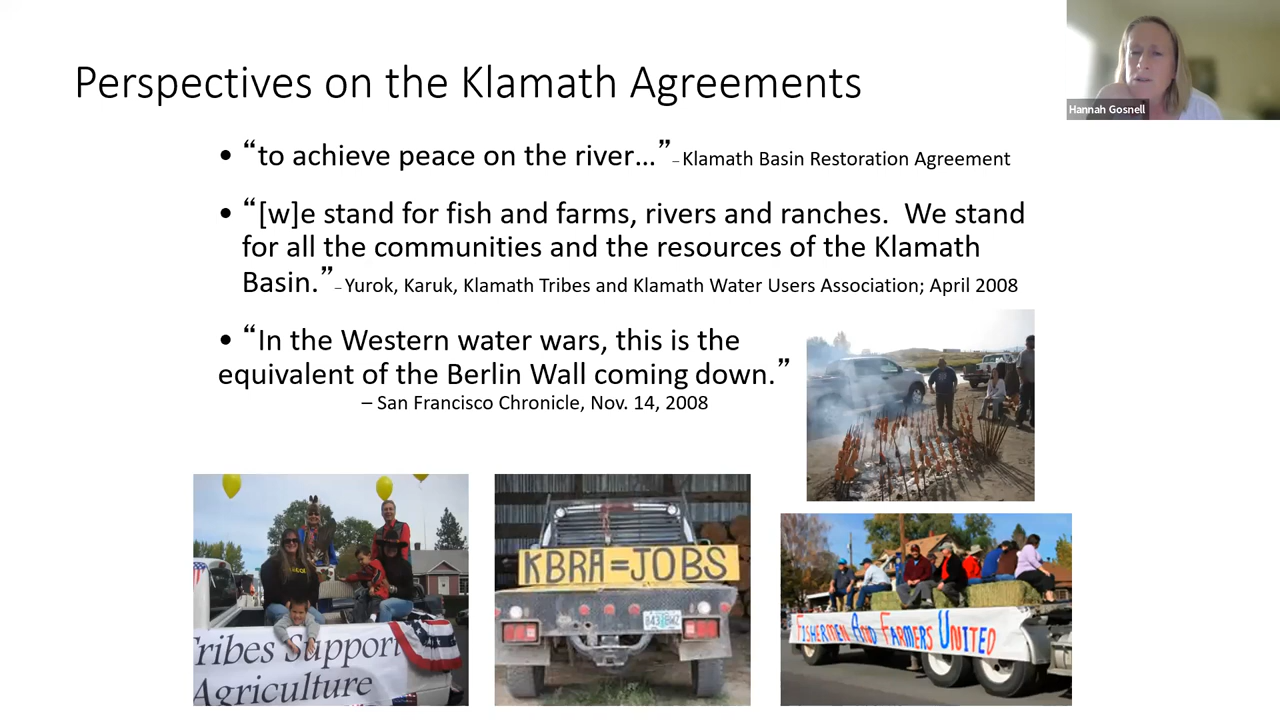 Perspectives on the Klamath Agreements
Hannah Gosnell
• “to achieve peace on the river…” – Klamath Basin Restoration Agreement
• “[w]e stand for fish and farms, rivers and ranches. We stand
for all the communities and the resources of the Klamath
Basin.” – Yurok, Karuk, Klamath Tribes and Klamath Water Users Association; April 2008
• “In the Western water wars, this is the
equivalent of the Berlin Wall coming down.”
– San Francisco Chronicle, Nov. 14, 2008
Tribes Support
Agriculture
KBRA=JOBS
FISHERMEN AND FARMERS UNITED